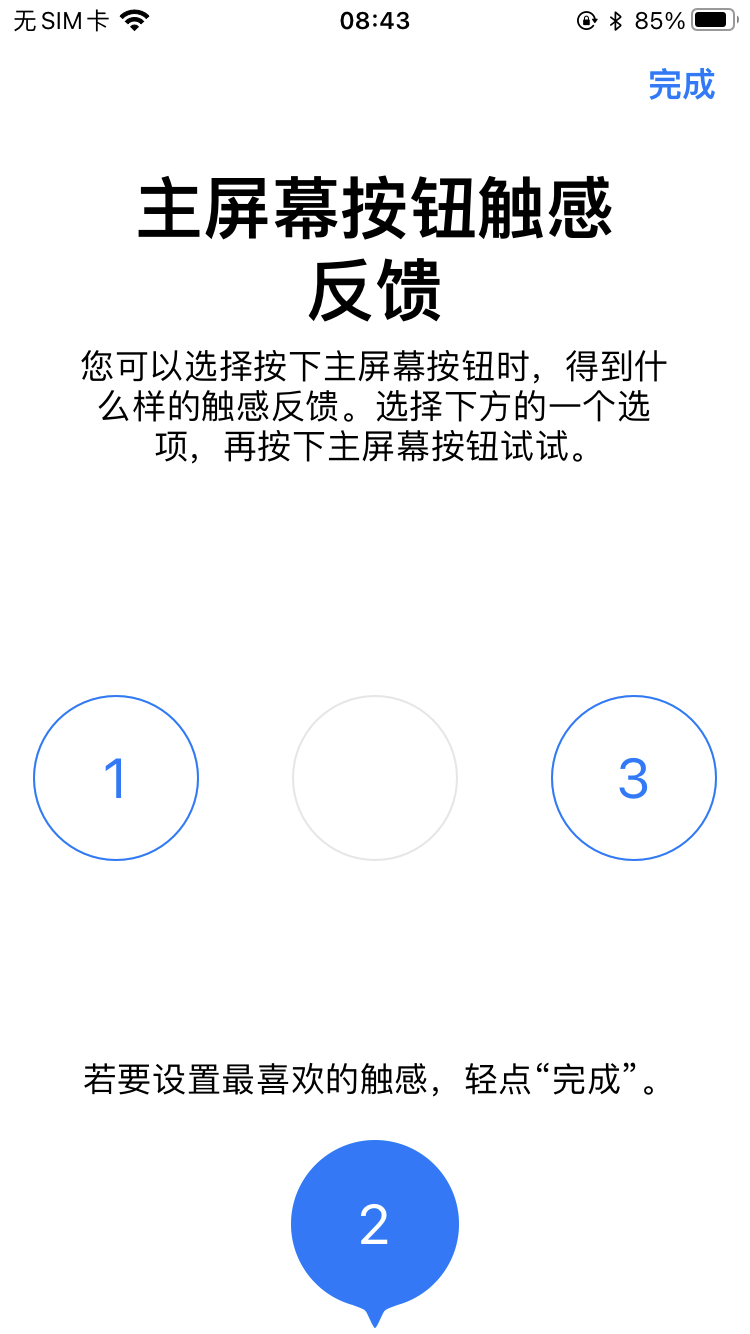 无SIM卡 08:43 85%
完成
主屏幕按钮触感
反馈
您可以选择按下主屏幕按钮时，得到什
么样的触感反馈。选择下方的一个选
项，再按下主屏幕按钮试试。
1 3
若要设置最喜欢的触感，轻点“完成”。
2